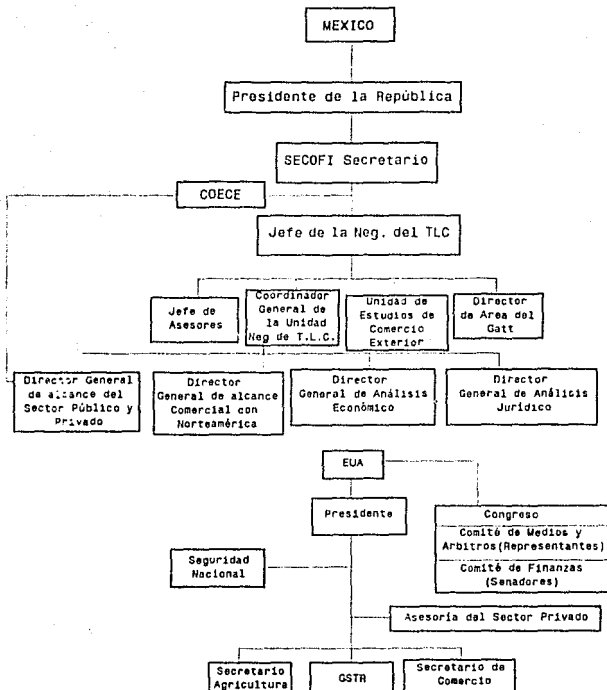 MEXICO
Presidente de la República
SECOFI Secretario
COECE
Jefe de la Neg. del TLC
Jefe de
Asesores
Coordinador
General de
la Unidad
Neg de T.L.C.
Unidad de
Estudios de
Comercio
Exterior
Director
de Area del
Gatt
Director General
de alcance del
Sector Público y
Privado
Director
General de alcance
Comercial con
Norteamérica
Director
General de Análisis
Económico
Director
General de Análisis
Jurídico
EUA
Presidente
Congreso
Comité de Medios y
Arbitros(Representantes)
Comité de Finanzas
(Senadores)
Seguridad
Nacional
Asesoría del Sector Privado
Secretario
Agricultura
GSTR
Secretario de
Comercio